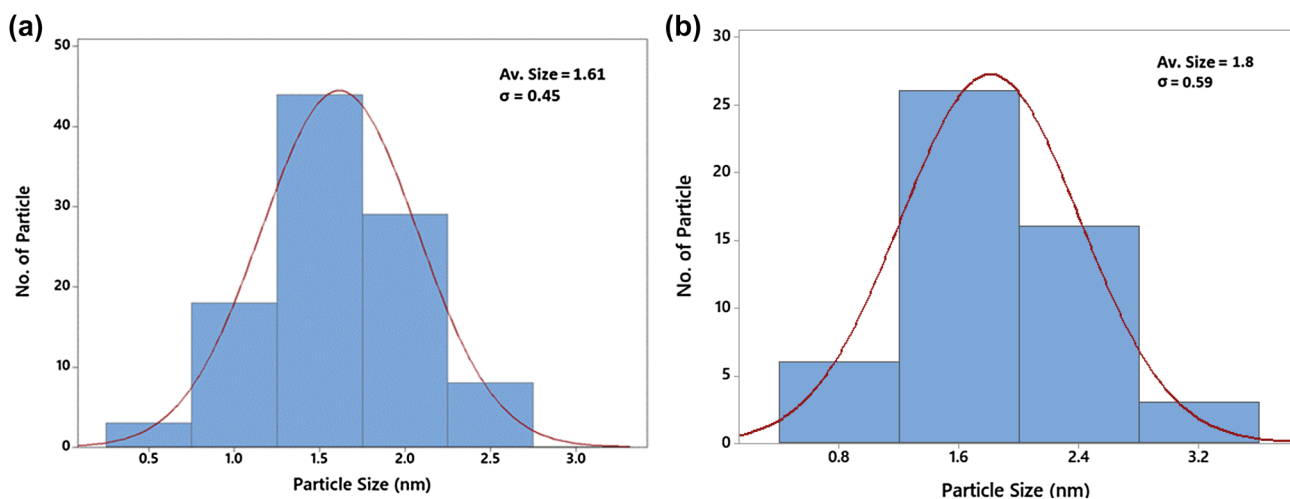 (a)
50
40
30
20
10
0
No. of Particle
Av. Size = 1.61
σ = 0.45
0.5 1.0 1.5 2.0 2.5 3.0
Particle Size (nm)
(b)
30
25
20
15
10
5
0
No. of Particle
Av. Size = 1.8
σ = 0.59
0.8 1.6 2.4 3.2
Particle Size (nm)